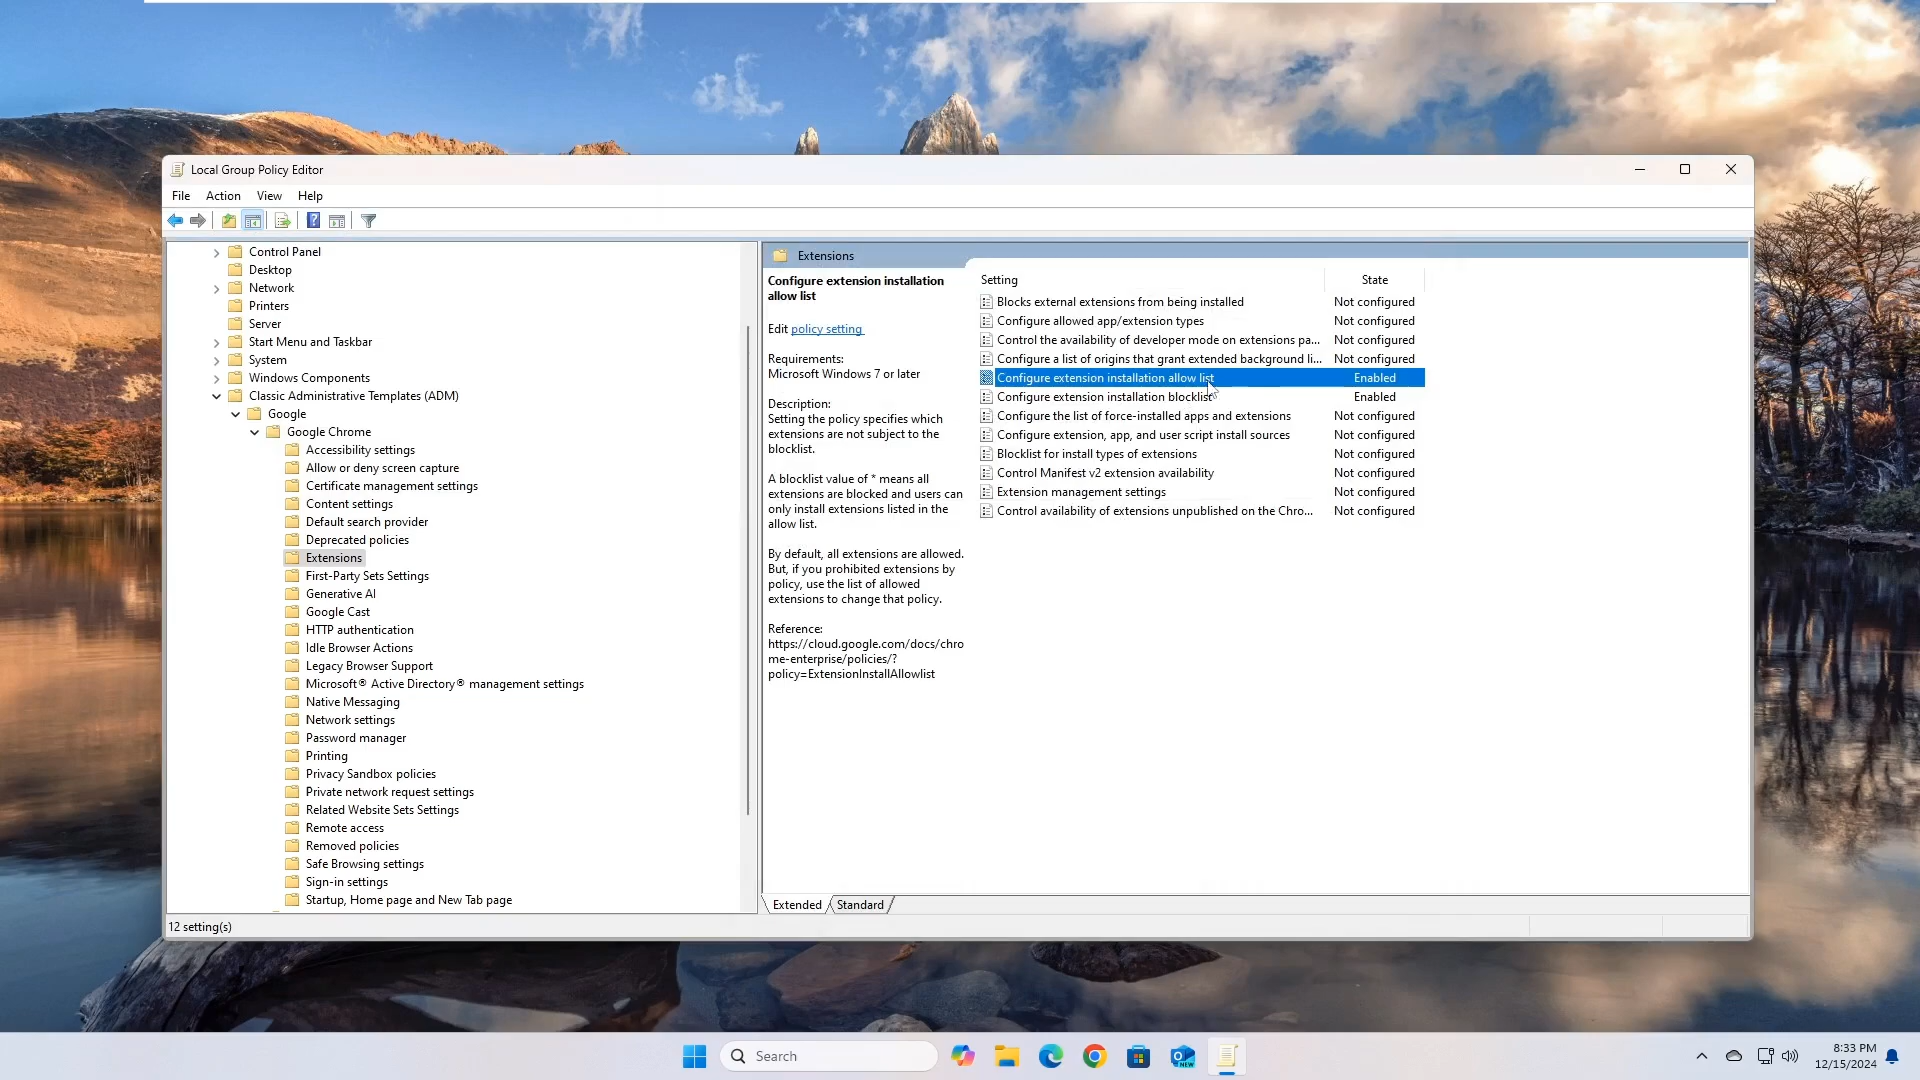 Local Group Policy Editor
File Action View Help
Control Panel
Desktop
Network
Printers
Server
Start Menu and Taskbar
System
Windows Components
Classic Administrative Templates (ADM)
Google
Google Chrome
Accessibility settings
Allow or deny screen capture
Certificate management settings
Content settings
Default search provider
Deprecated policies
Extensions
First-Party Sets Settings
Generative AI
Google Cast
HTTP authentication
Idle Browser Actions
Legacy Browser Support
Microsoft® Active Directory® management settings
Native Messaging
Network settings
Password manager
Printing
Privacy Sandbox policies
Private network request settings
Related Website Sets Settings
Remote access
Removed policies
Safe Browsing settings
Sign-in settings
Startup, Home page and New Tab page
Extensions
Configure extension installation
allow list
Edit policy setting
Requirements:
Microsoft Windows 7 or later
Description:
Setting the policy specifies which
extensions are not subject to the
blocklist.
A blocklist value of * means all
extensions are blocked and users can
only install extensions listed in the
allow list.
By default, all extensions are allowed.
But, if you prohibited extensions by
policy, use the list of allowed
extensions to change that policy.
Reference:
https://cloud.google.com/docs/chro
me-enterprise/policies/?
policy=ExtensionInstallAllowlist
Setting State
Blocks external extensions from being installed Not configured
Configure allowed app/extension types Not configured
Control the availability of developer mode on extensions pa... Not configured
Configure a list of origins that grant extended background li... Not configured
Configure extension installation allow list Enabled
Configure extension installation blocklist Enabled
Configure the list of force-installed apps and extensions Not configured
Configure extension, app, and user script install sources Not configured
Blocklist for install types of extensions Not configured
Control Manifest v2 extension availability Not configured
Extension management settings Not configured
Control availability of extensions unpublished on the Chro... Not configured
Extended Standard
12 setting(s)
Search
NEW
8:33 PM
12/15/2024